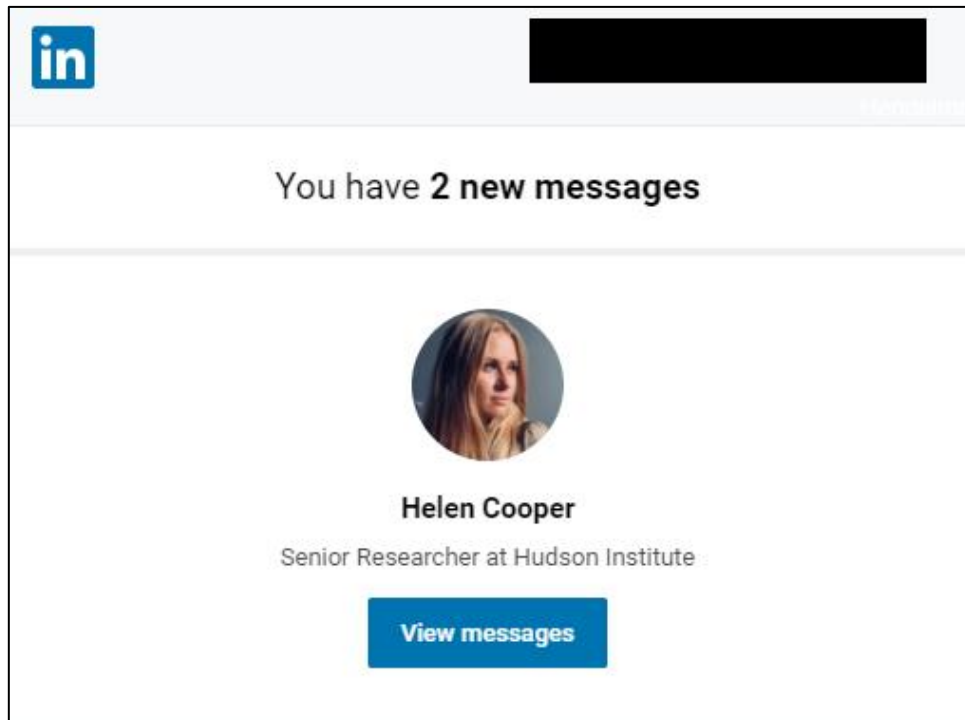 in
You have 2 new messages
Helen Cooper
Senior Researcher at Hudson Institute
View messages